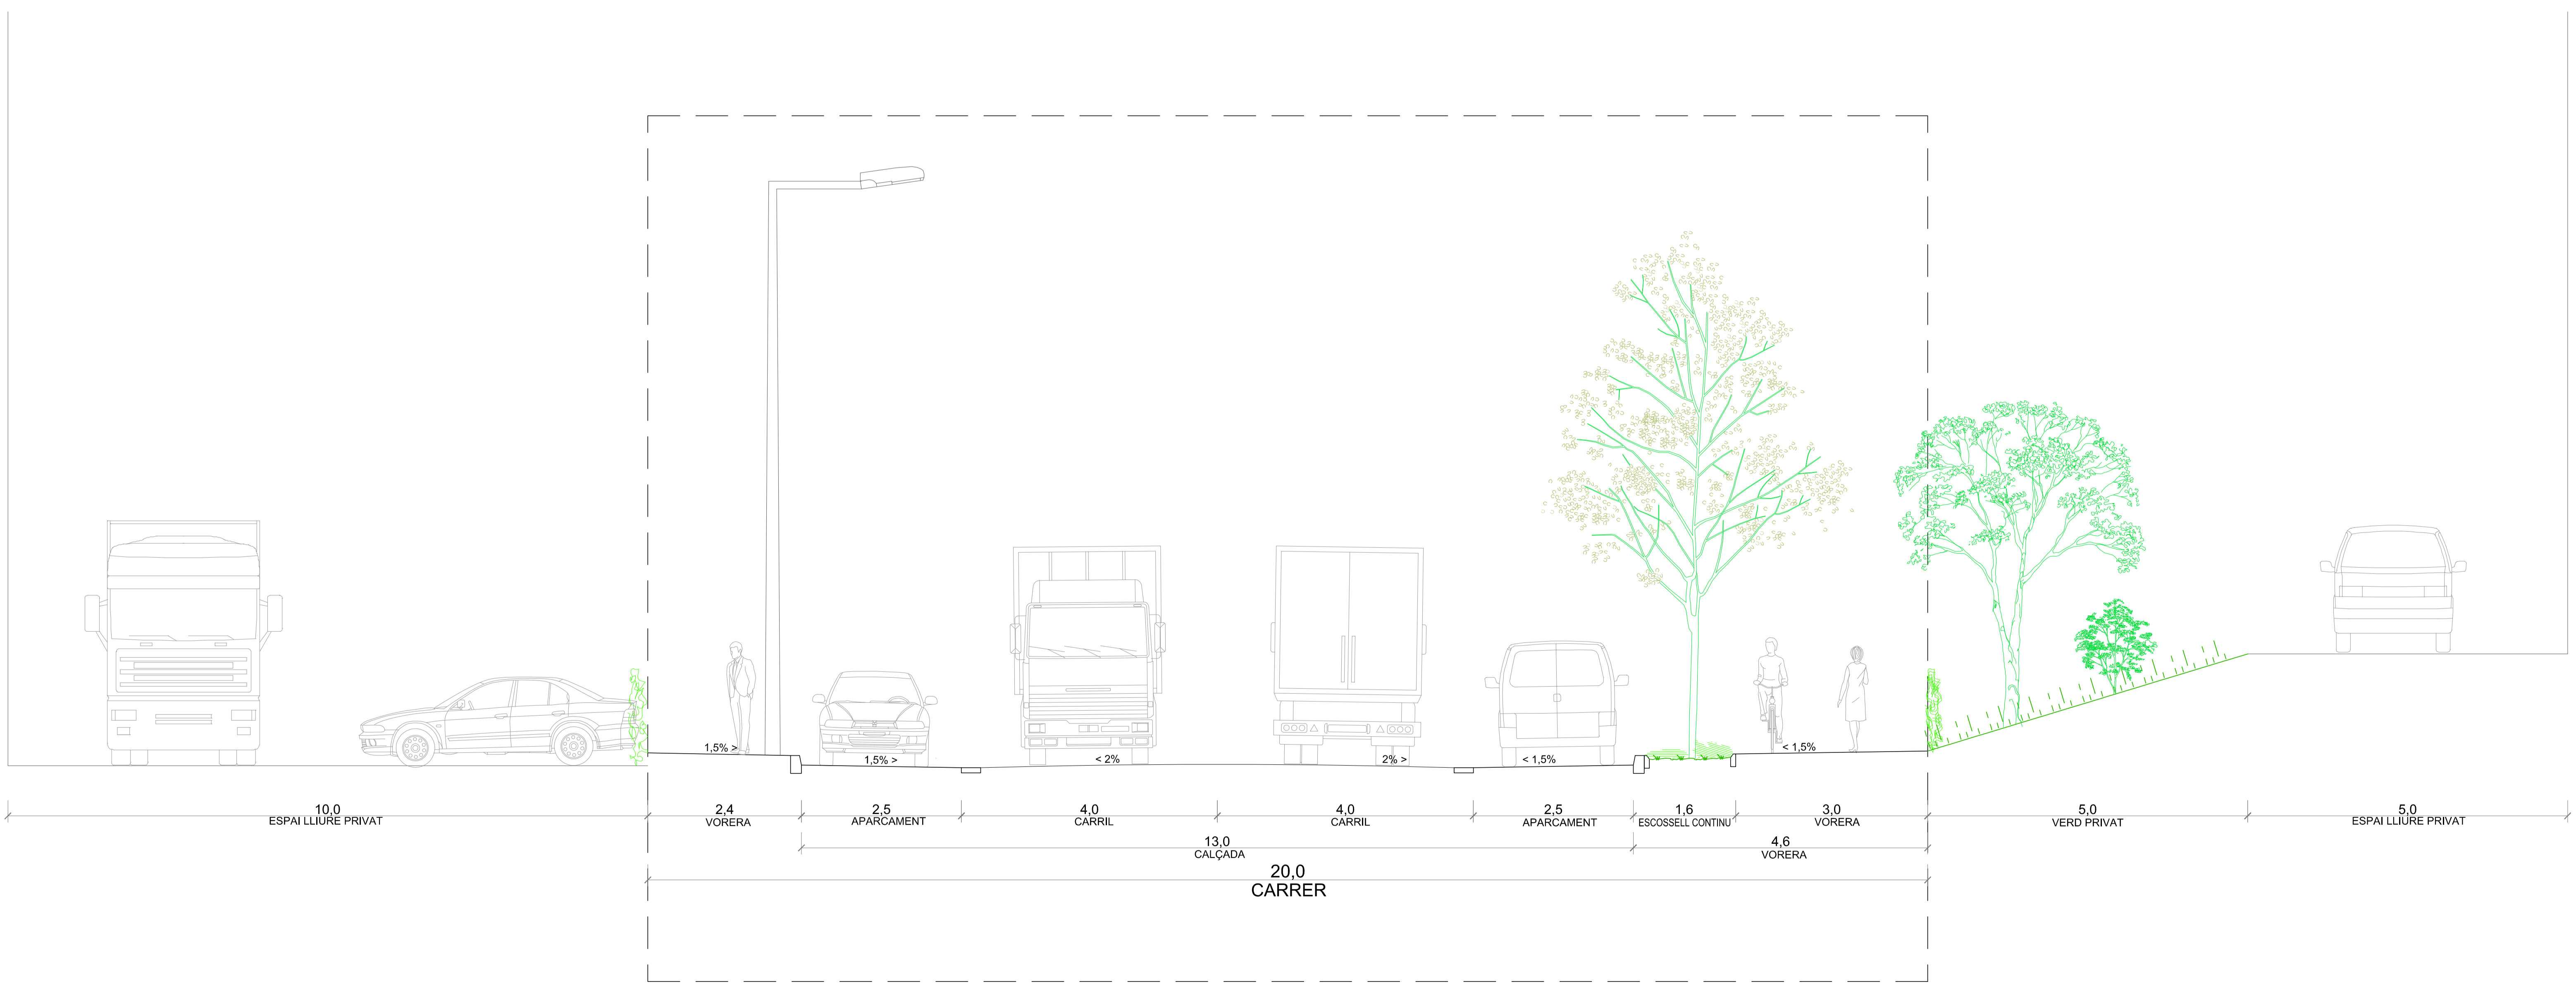 1,5% >
1,5% >
< 2%
2% >
< 1,5%
< 1,5%
10,0
ESPAI LLIURE PRIVAT
2,4
VORERA
2,5
APARCAMENT
4,0
CARRIL
4,0
CARRIL
2,5
APARCAMENT
1,6
ESCOSSELL CONTINU
3,0
VORERA
5,0
VERD PRIVAT
5,0
ESPAI LLIURE PRIVAT
13,0
CALÇADA
4,6
VORERA
20,0
CARRER